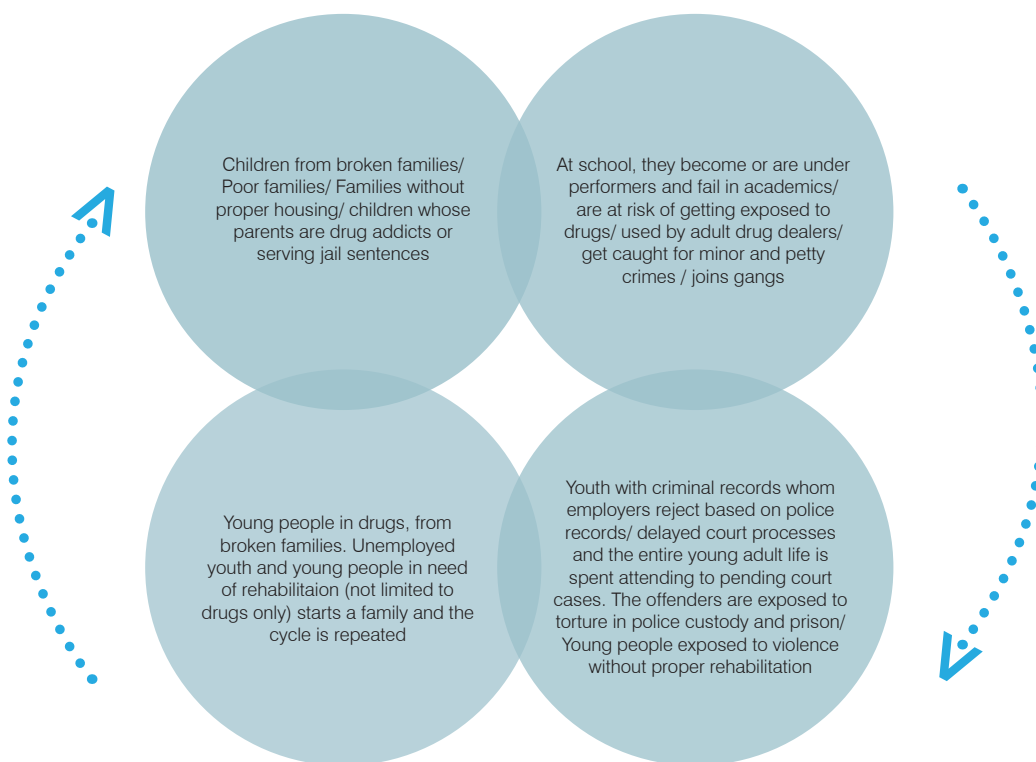 Children from broken families/
Poor families/ Families without
proper housing/ children whose
parents are drug addicts or
serving jail sentences
At school, they become or are under
performers and fail in academics/
are at risk of getting exposed to
drugs/ used by adult drug dealers/
get caught for minor and petty
crimes / joins gangs
Young people in drugs, from
broken families. Unemployed
youth and young people in need
of rehabilitaion (not limited to
drugs only) starts a family and the
cycle is repeated
Youth with criminal records whom
employers reject based on police
records/ delayed court processes
and the entire young adult life is
spent attending to pending court
cases. The offenders are exposed to
torture in police custody and prison/
Young people exposed to violence
without proper rehabilitation